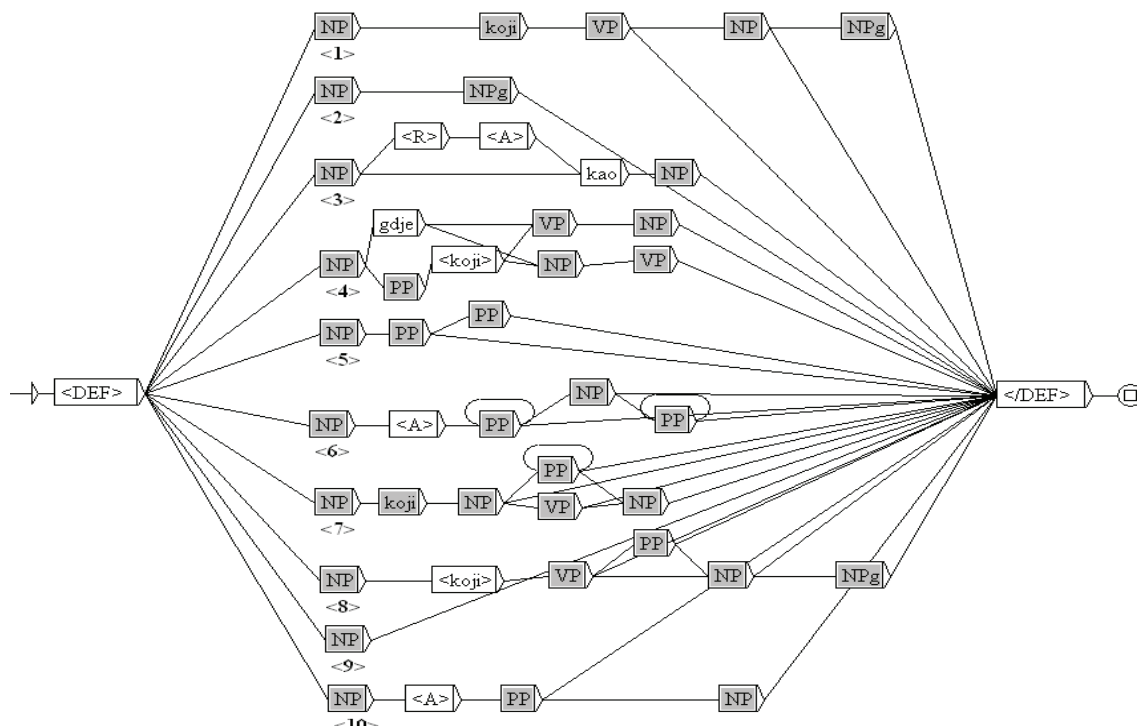 NP koji VP NP NPg
<1>
NP NPg
<2>
<R> <A>
NP kao NP
<3>
gdje VP NP
NP <koji> NP VP
<4> PP
PP
NP PP
<5>
<DEF> NP </DEF>
NP <A> PP PP
<6>
PP
NP koji NP VP NP
<7>
PP
NP <koji> VP NP NPg
<8>
NP
<9>
NP <A> PP NP
<10>